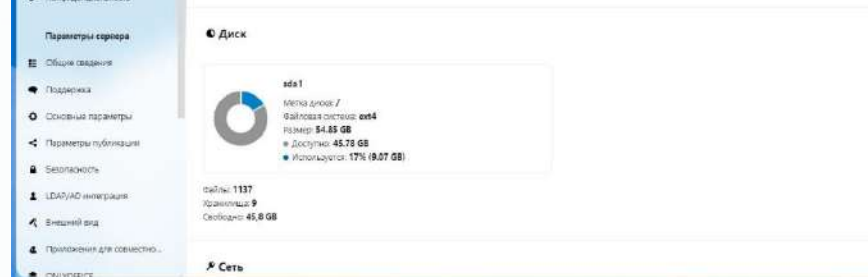 Параметры сервера
Общие сведения
Поддержка
Основные параметры
Параметры публикации
Безопасность
LDAP/AD интеграция
Внешний вид
Приложения для совместно...
ONLYOFFICE
Диск
sda1
Метка диска: /
Файловая система: ext4
Размер: 54.85 GB
Доступно: 45.78 GB
Используется: 17% (9.07 GB)
Файлы: 1137
Хранилища: 9
Свободно: 45,8 GB
Сеть